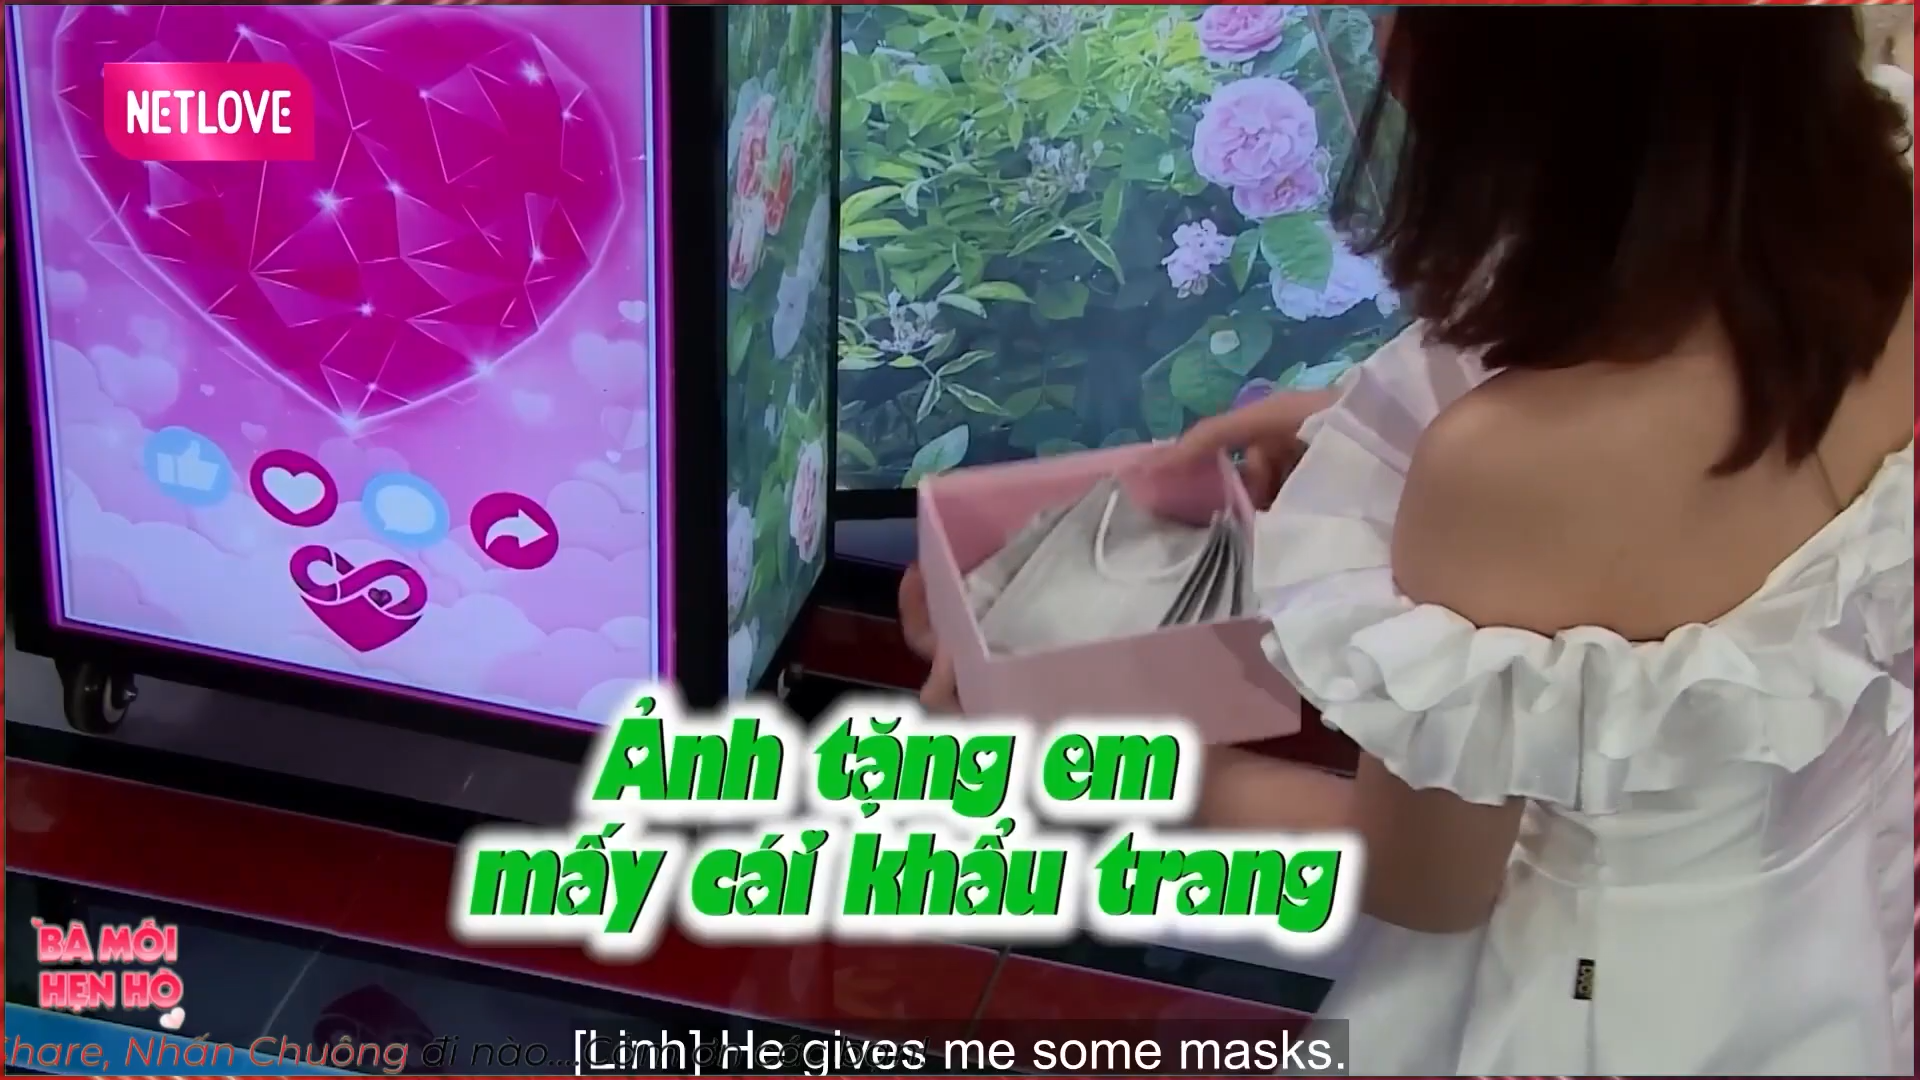 NETLOVE
Ảnh tặng em
mấy cái khẩu trang
BÀ MỐI
HẸN HÒ
Share, Nhấn Chuông đi nào...
[Linh] He gives me some masks.